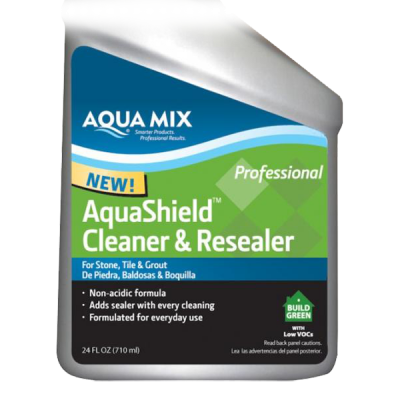 AQUA MIX®
Smarter Products.
Professional Results.
Professional
NEW!
AquaShield™
Cleaner & Resealer
For Stone, Tile & Grout
De Piedra, Baldosas & Boquilla
• Non-acidic formula
• Adds sealer with every cleaning
• Formulated for everyday use
BUILD
GREEN
WITH
Low VOCs
Read back panel cautions.
Lea las advertencias del panel posterior.
24 FL OZ (710 ml)